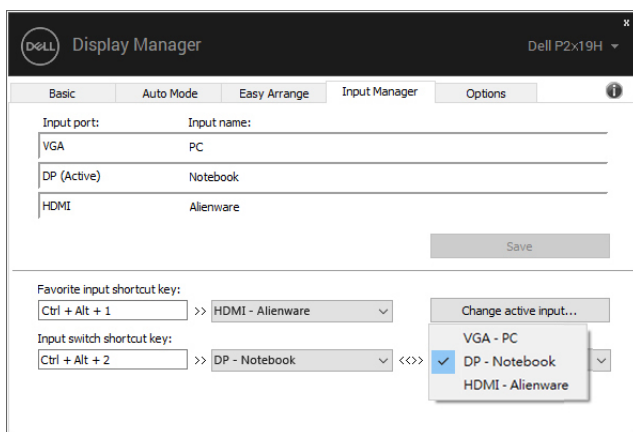 x
DELL Display Manager Dell P2x19H
Basic Auto Mode Easy Arrange Input Manager Options i
Input port: Input name:
VGA PC
DP (Active) Notebook
HDMI Alienware
Save
Favorite input shortcut key:
Ctrl + Alt + 1 >> HDMI - Alienware Change active input...
Input switch shortcut key:
VGA - PC
Ctrl + Alt + 2 >> DP - Notebook <<>> DP - Notebook
HDMI - Alienware